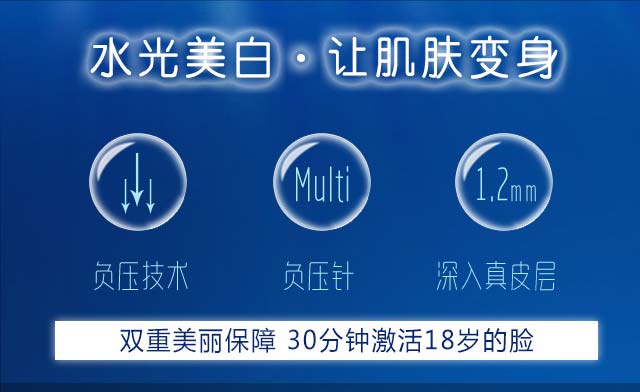 水光美白·让肌肤变身
Multi
1.2mm
负压技术
负压针
深入真皮层
双重美丽保障 30分钟激活18岁的脸